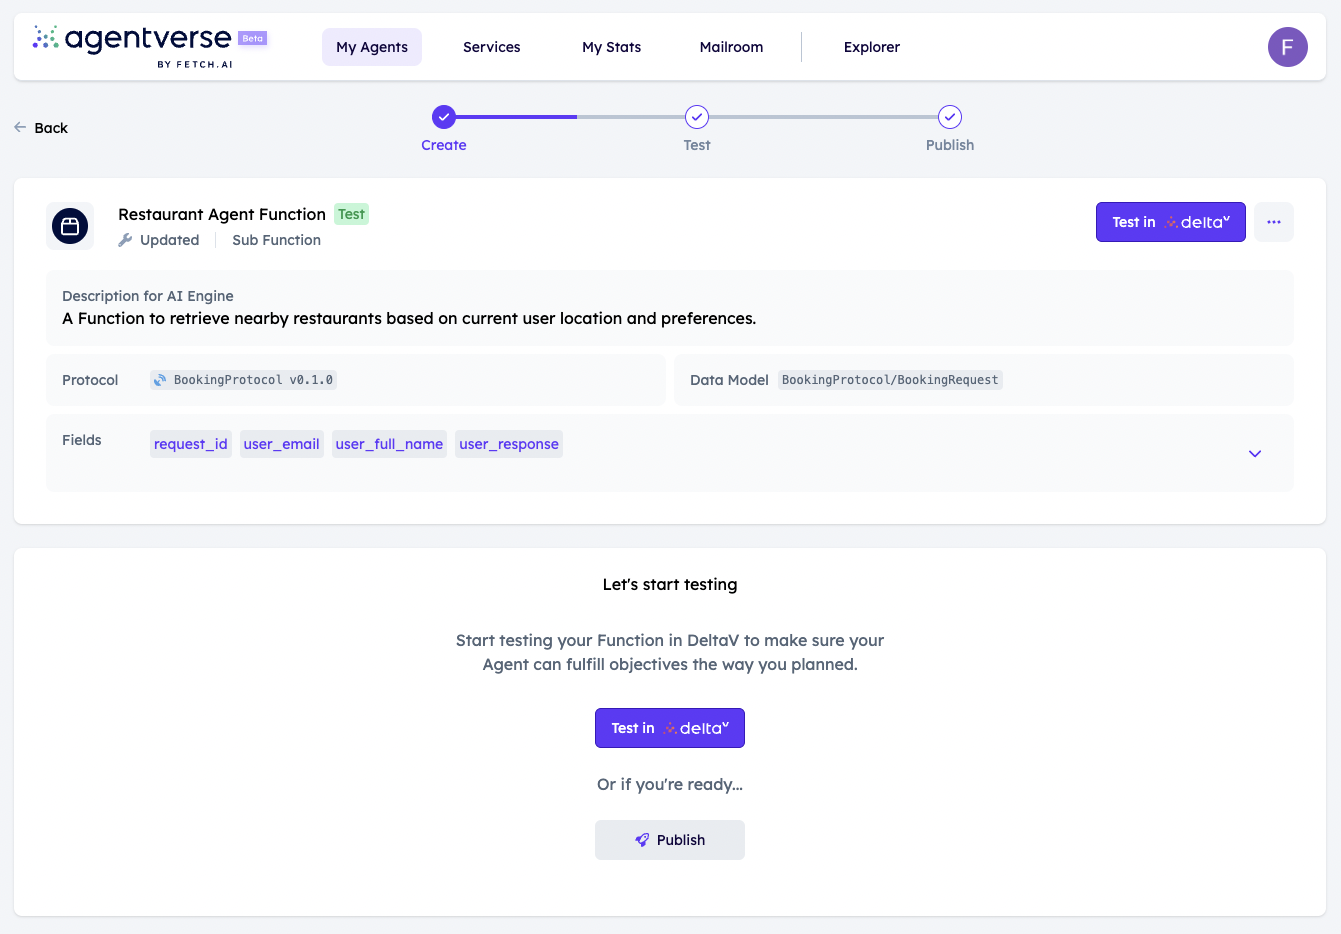 agentverse Beta
BY FETCH.AI
My Agents
Services
My Stats
Mailroom
Explorer
F
Back
Create
Test
Publish
Restaurant Agent Function Test
Updated Sub Function
Test in deltaV
...
Description for AI Engine
A Function to retrieve nearby restaurants based on current user location and preferences.
Protocol BookingProtocol v0.1.0
Data Model BookingProtocol/BookingRequest
Fields request_id user_email user_full_name user_response
Let's start testing
Start testing your Function in DeltaV to make sure your
Agent can fulfill objectives the way you planned.
Test in deltaV
Or if you're ready...
Publish